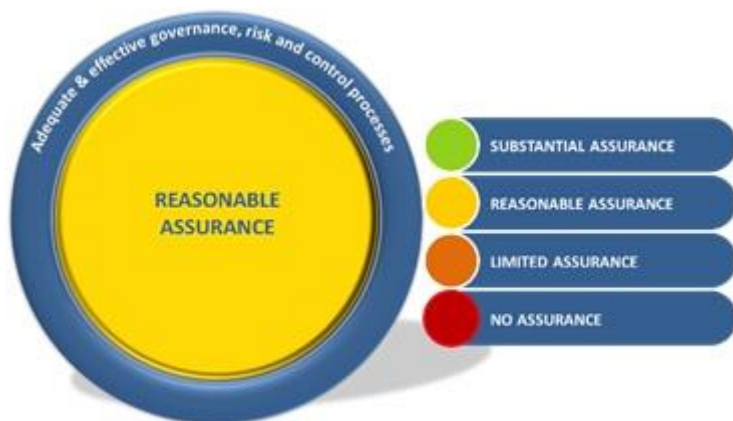 Adequate & effective governance, risk and control processes
REASONABLE
ASSURANCE
SUBSTANTIAL ASSURANCE
REASONABLE ASSURANCE
LIMITED ASSURANCE
NO ASSURANCE